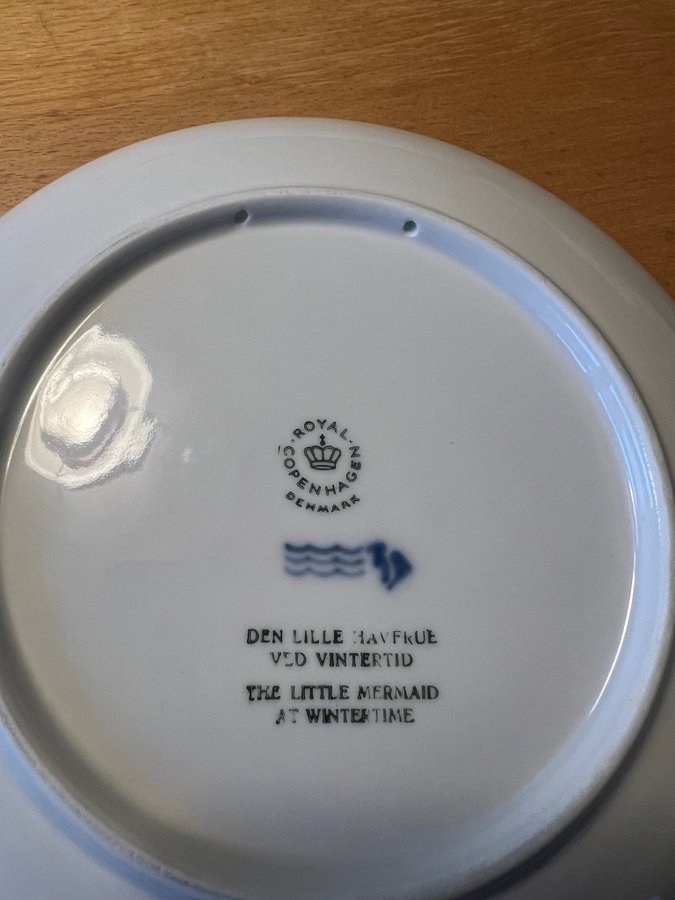 ROYAL
COPENHAGEN
DENMARK
DEN LILLE HAVFRUE
VED VINTERTID
THE LITTLE MERMAID
AT WINTERTIME